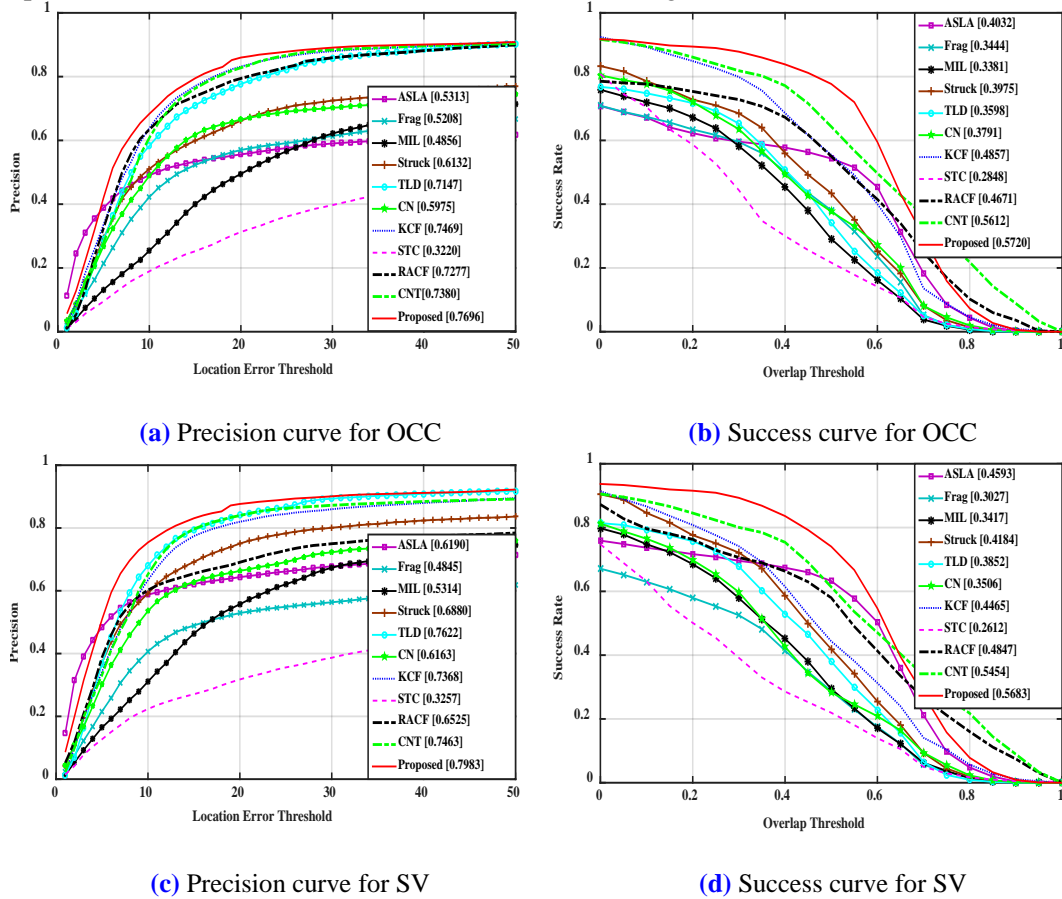 1
0.8
0.6
0.4
0.2
0
Precision
0 10 20 30 40 50
Location Error Threshold
ASLA [0.5313]
Frag [0.5208]
MIL [0.4856]
Struck [0.6132]
TLD [0.7147]
CN [0.5975]
KCF [0.7469]
STC [0.3220]
RACF [0.7277]
CNT[0.7380]
Proposed [0.7696]
(a) Precision curve for OCC
1
0.8
0.6
0.4
0.2
0
Success Rate
0 0.2 0.4 0.6 0.8 1
Overlap Threshold
ASLA [0.4032]
Frag [0.3444]
MIL [0.3381]
Struck [0.3975]
TLD [0.3598]
CN [0.3791]
KCF [0.4857]
STC [0.2848]
RACF [0.4671]
CNT [0.5612]
Proposed [0.5720]
(b) Success curve for OCC
1
0.8
0.6
0.4
0.2
0
Precision
0 10 20 30 40 50
Location Error Threshold
ASLA [0.6190]
Frag [0.4845]
MIL [0.5314]
Struck [0.6880]
TLD [0.7622]
CN [0.6163]
KCF [0.7368]
STC [0.3257]
RACF [0.6525]
CNT [0.7463]
Proposed [0.7983]
(c) Precision curve for SV
1
0.8
0.6
0.4
0.2
0
Success Rate
0 0.2 0.4 0.6 0.8 1
Overlap Threshold
ASLA [0.4593]
Frag [0.3027]
MIL [0.3417]
Struck [0.4184]
TLD [0.3852]
CN [0.3506]
KCF [0.4465]
STC [0.2612]
RACF [0.4847]
CNT [0.5454]
Proposed [0.5683]
(d) Success curve for SV